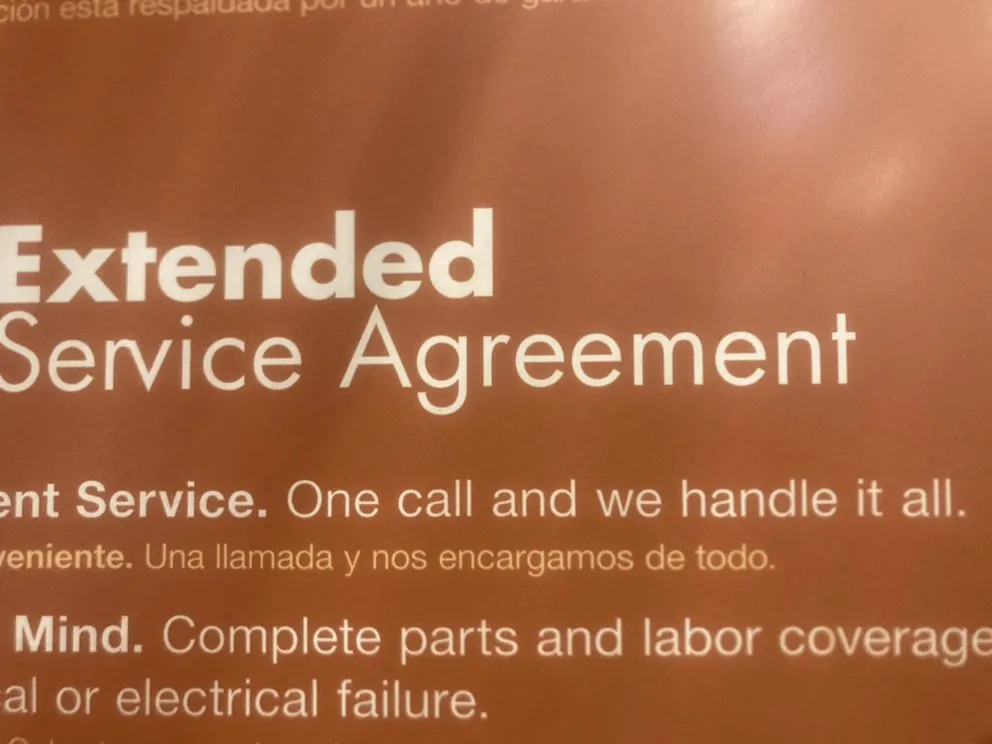 ción está respaldada por un año de
Extended
Service Agreement
ent Service. One call and we handle it all.
veniente. Una llamada y nos encargamos de todo.
Mind. Complete parts and labor coverage
cal or electrical failure.